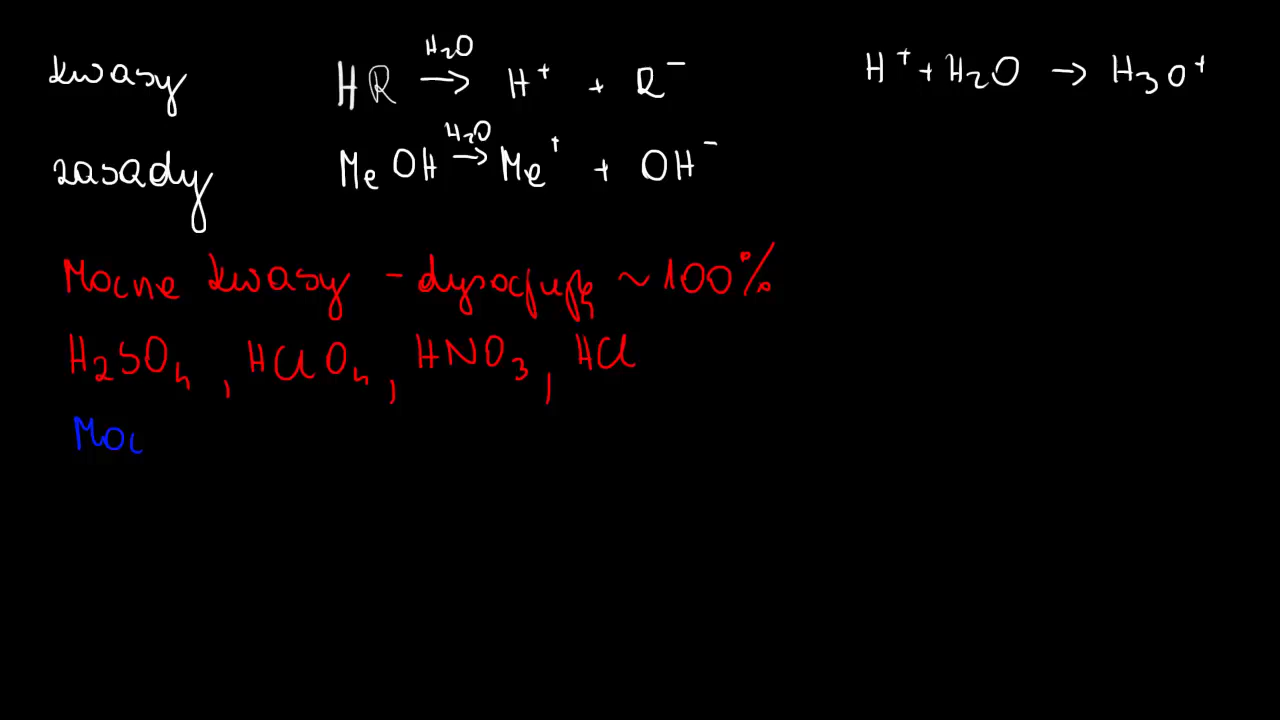 kwasy HR H₂O → H⁺ + R⁻ H⁺ + H₂O → H₃O⁺
zasady MeOH H₂O → Me⁺ + OH⁻
Mocne kwasy - dysocjują ~ 100%
H₂SO₄, HClO₄, HNO₃, HCl
Moc